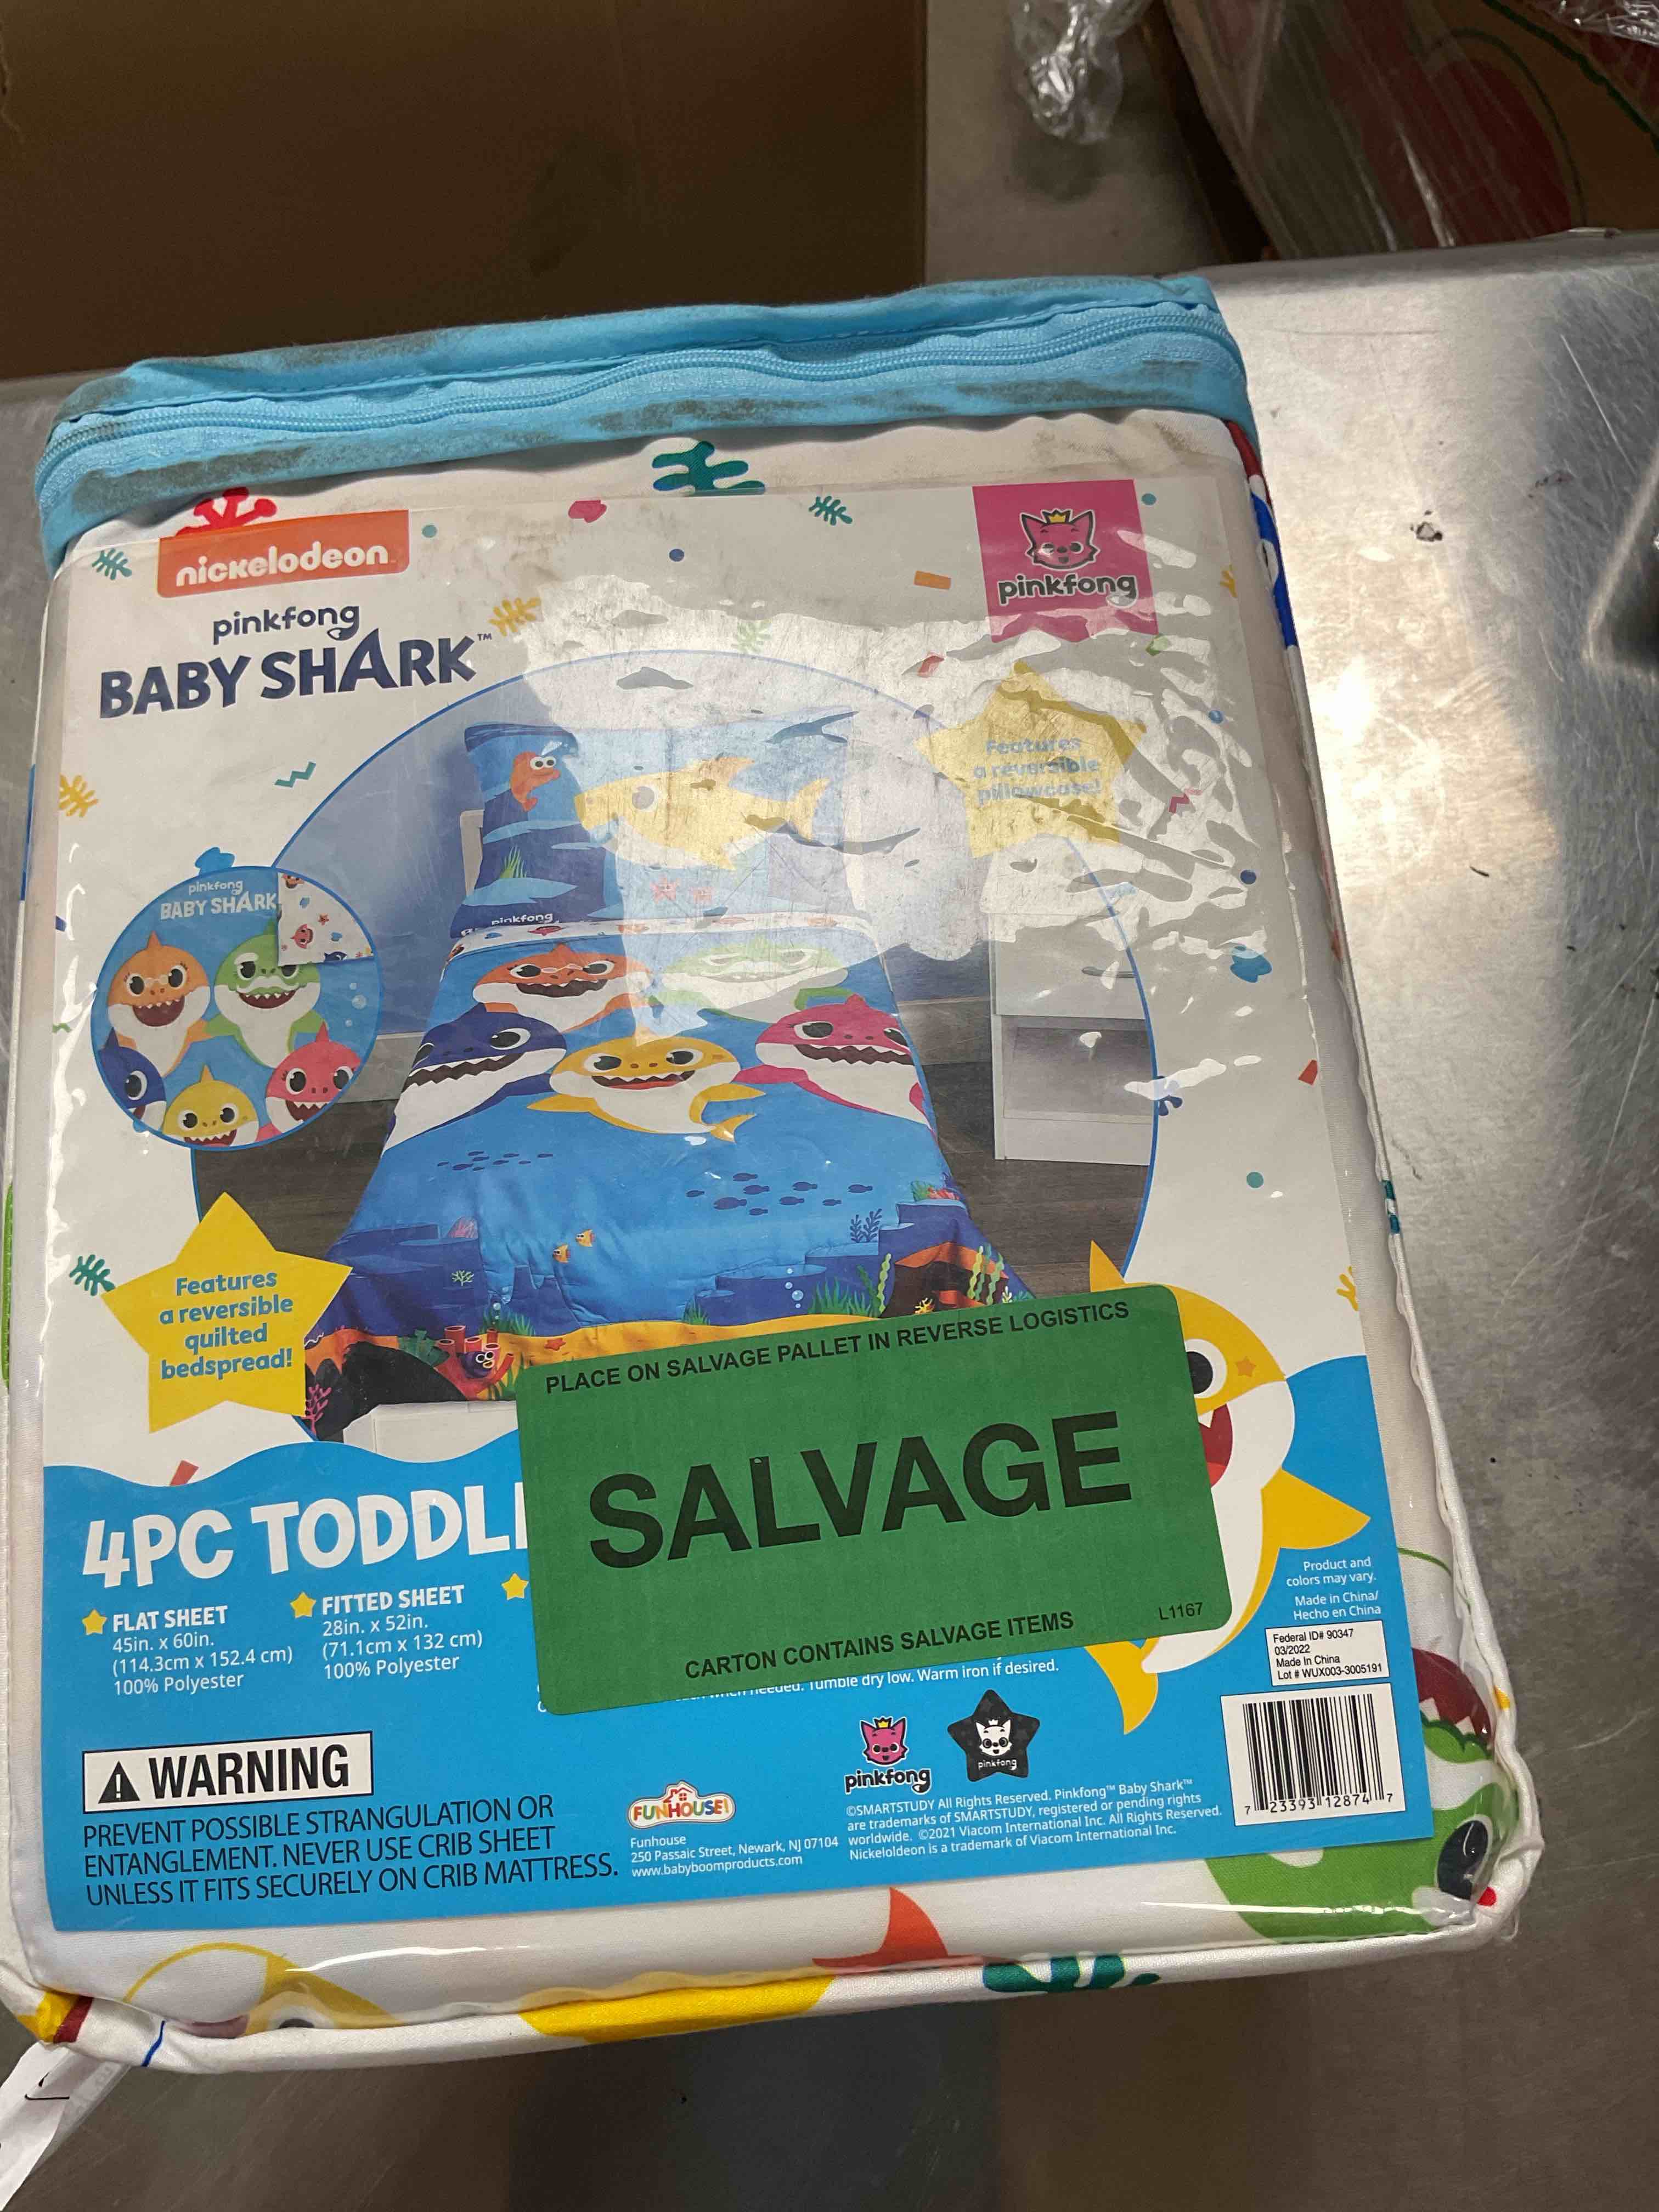 nickelodeon
pinkfong
BABY SHARK™
pinkfong
Features
a reversible
pillowcase!
pinkfong
BABY SHARK
pinkfong
Features
a reversible
quilted
bedspread!
PLACE ON SALVAGE PALLET IN REVERSE LOGISTICS
SALVAGE
CARTON CONTAINS SALVAGE ITEMS
L1167
4PC TODDL
FLAT SHEET
45in. x 60in.
(114.3cm x 152.4 cm)
100% Polyester
FITTED SHEET
28in. x 52in.
(71.1cm x 132 cm)
100% Polyester
needed. Tumble dry low. Warm iron if desired.
Product and
colors may vary.
Made in China/
Hecho en China
Federal ID# 90347
03/2022
Made In China
Lot # WUX003-3005191
WARNING
PREVENT POSSIBLE STRANGULATION OR
ENTANGLEMENT. NEVER USE CRIB SHEET
UNLESS IT FITS SECURELY ON CRIB MATTRESS.
FUNHOUSE!
Funhouse
250 Passaic Street, Newark, NJ 07104
www.babyboomproducts.com
pinkfong
pinkfong
©SMARTSTUDY All Rights Reserved. Pinkfong™ Baby Shark™
are trademarks of SMARTSTUDY, registered or pending rights
worldwide. ©2021 Viacom International Inc. All Rights Reserved.
Nickeloldeon is a trademark of Viacom International Inc.
7 23393 12874 7